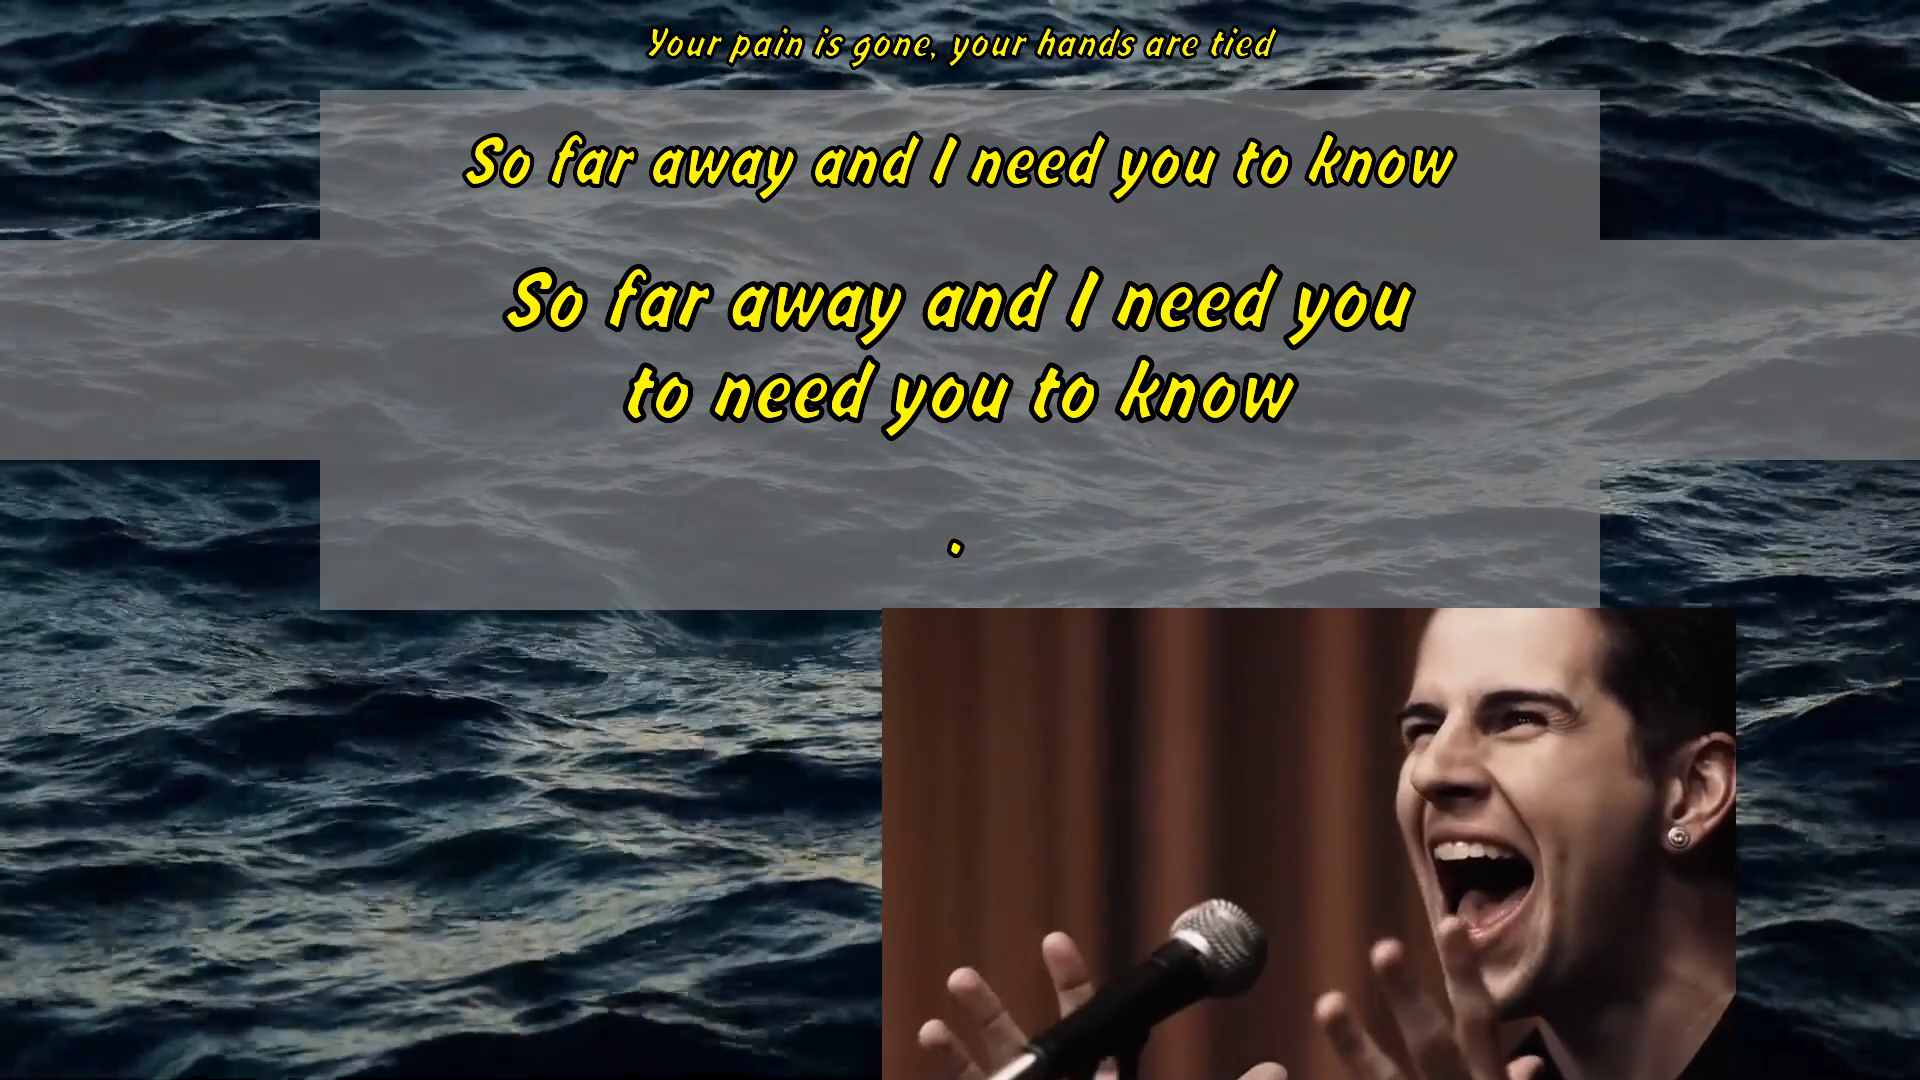 Your pain is gone, your hands are tied
So far away and I need you to know
So far away and I need you
to need you to know
.